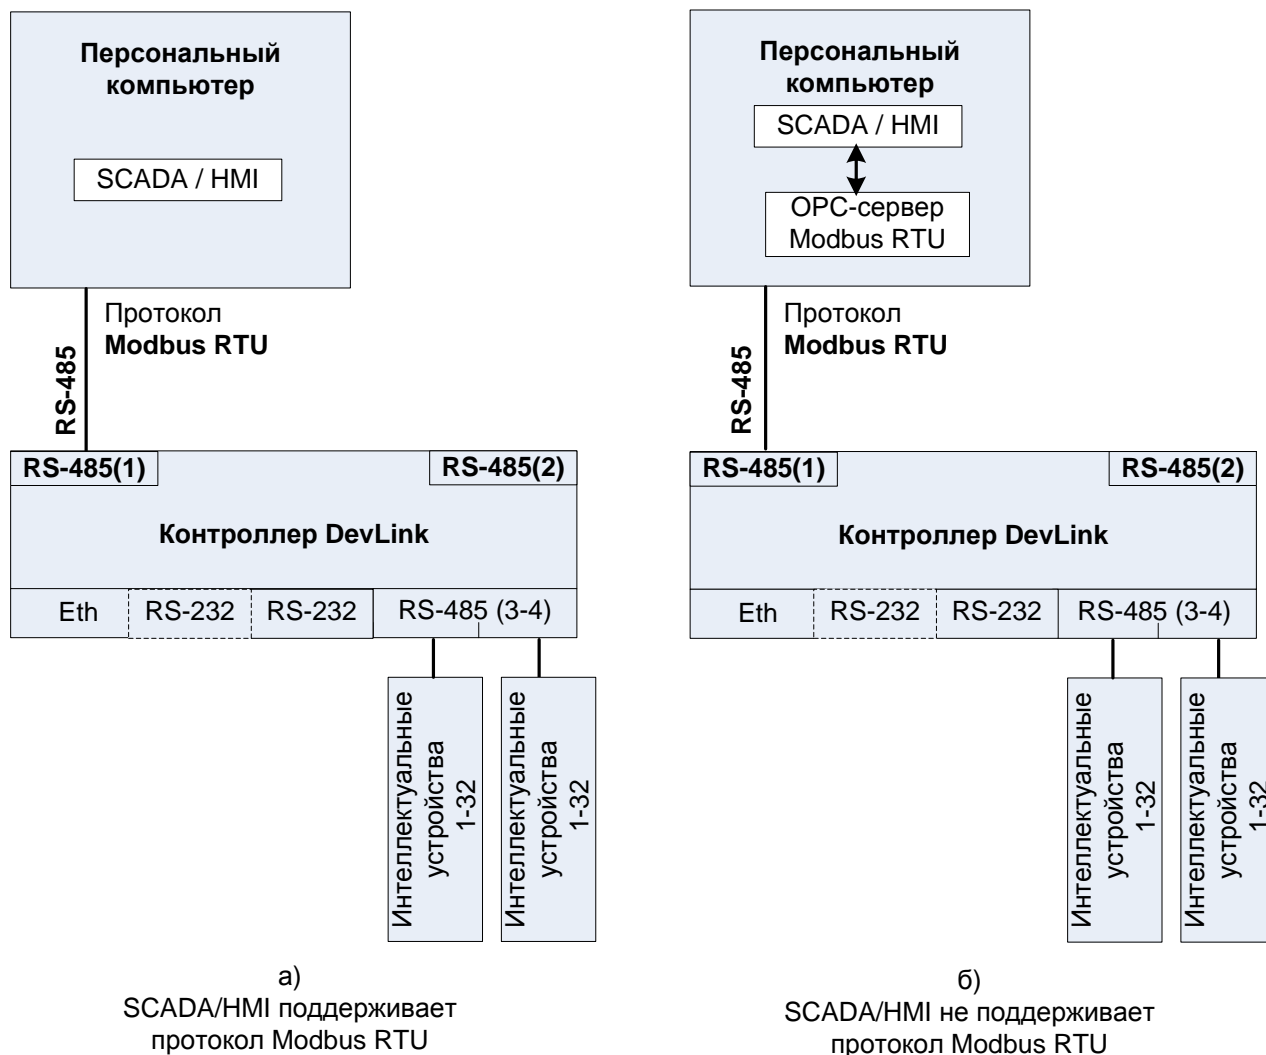 Персональный
компьютер
SCADA / HMI
Протокол
Modbus RTU
RS-485
RS-485(1)
RS-485(2)
Контроллер DevLink
Eth
RS-232
RS-232
RS-485 (3-4)
Интеллектуальные
устройства
1-32
Интеллектуальные
устройства
1-32
а)
SCADA/HMI поддерживает
протокол Modbus RTU
Персональный
компьютер
SCADA / HMI
OPC-сервер
Modbus RTU
Протокол
Modbus RTU
RS-485
RS-485(1)
RS-485(2)
Контроллер DevLink
Eth
RS-232
RS-232
RS-485 (3-4)
Интеллектуальные
устройства
1-32
Интеллектуальные
устройства
1-32
б)
SCADA/HMI не поддерживает
протокол Modbus RTU